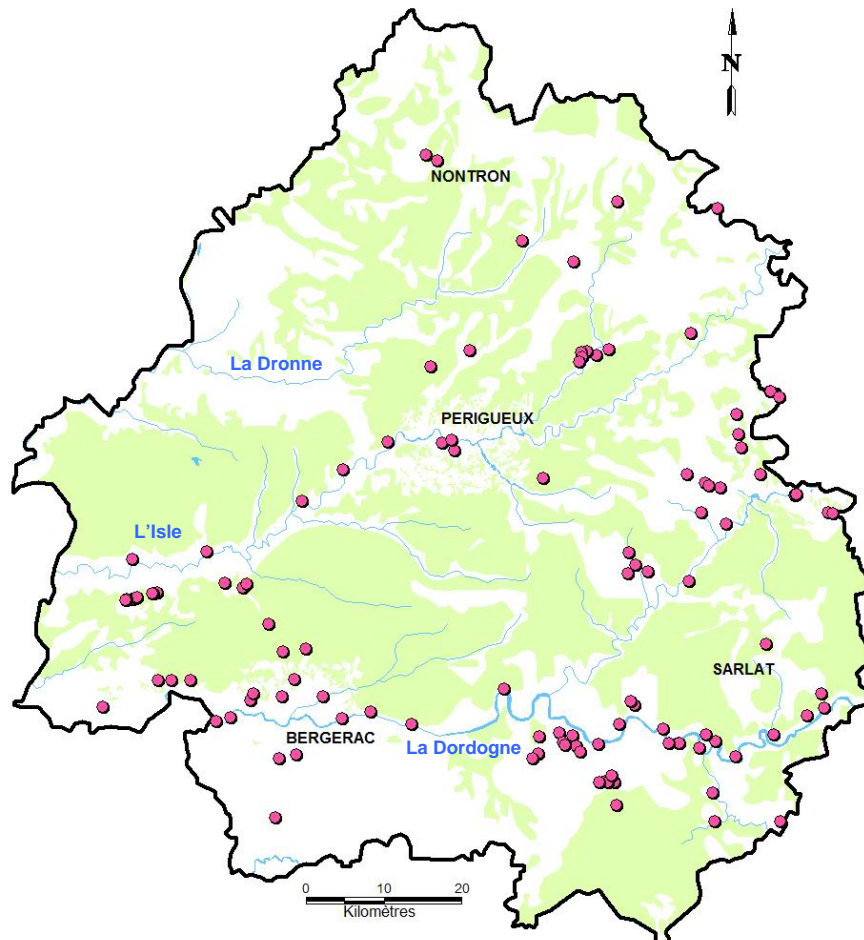 N
NONTRON
La Dronne
PERIGUEUX
L'Isle
SARLAT
BERGERAC
La Dordogne
0 10 20
Kilomètres